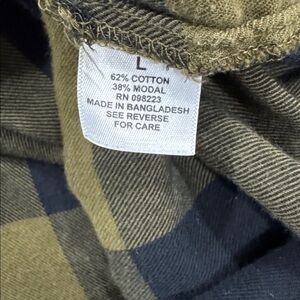 L
62% COTTON
38% MODAL
RN 098223
MADE IN BANGLADESH
SEE REVERSE
FOR CARE